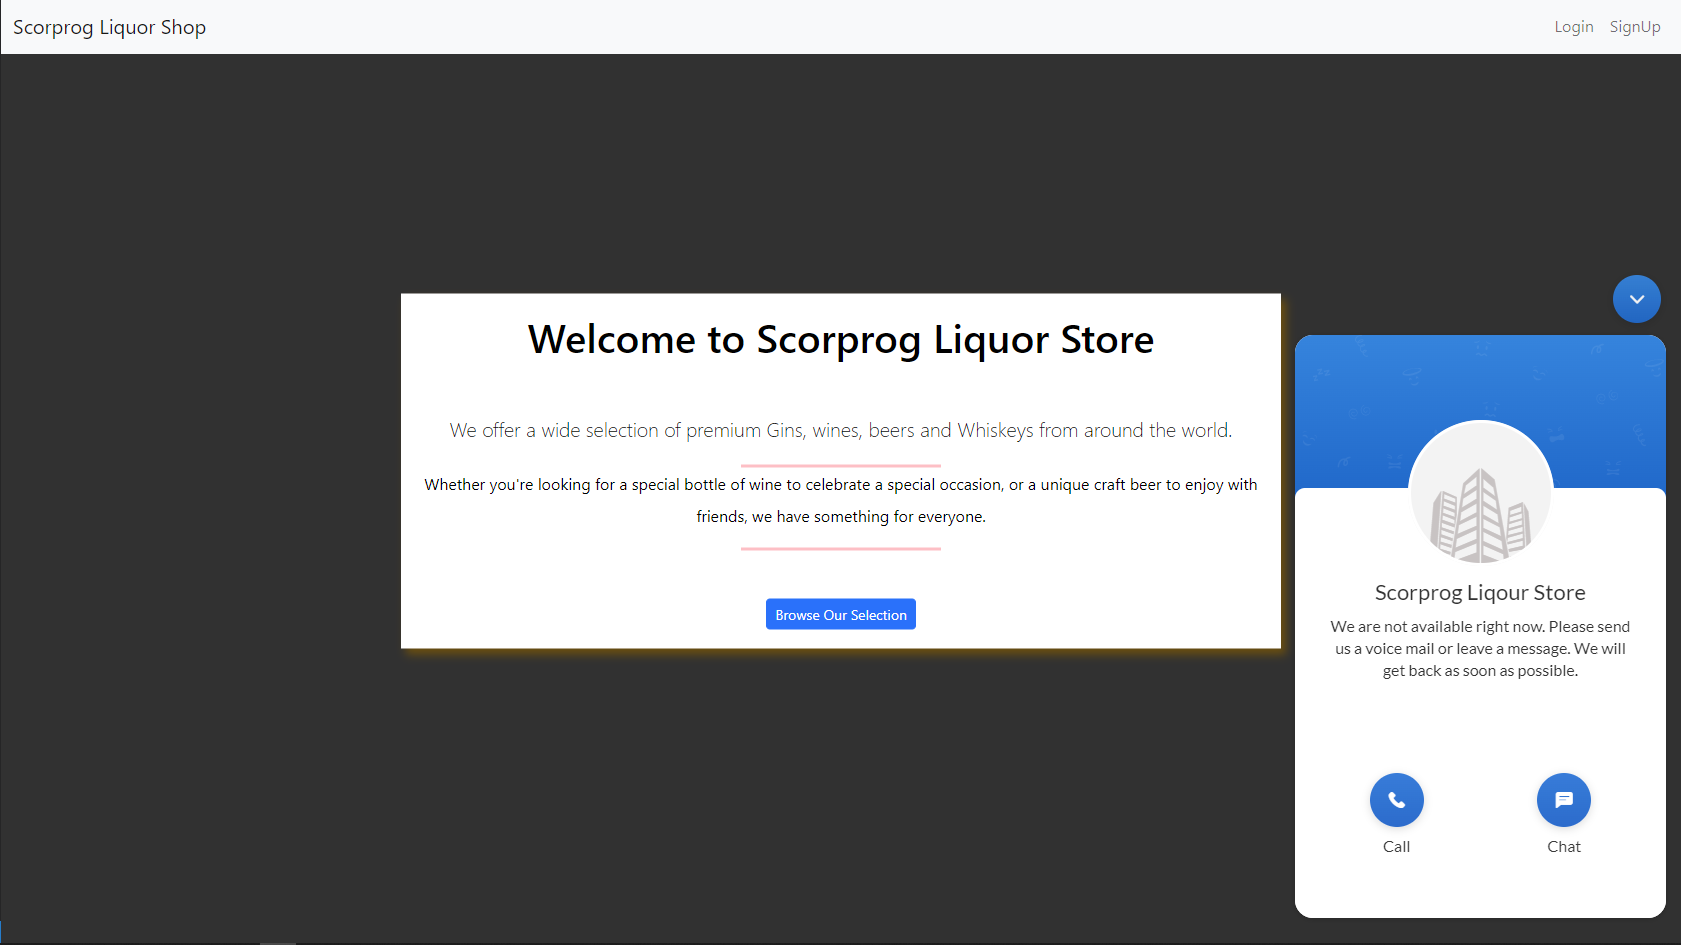 Scorprog Liquor Shop
Login SignUp
Welcome to Scorprog Liquor Store
We offer a wide selection of premium Gins, wines, beers and Whiskeys from around the world.
Whether you're looking for a special bottle of wine to celebrate a special occasion, or a unique craft beer to enjoy with
friends, we have something for everyone.
Browse Our Selection
Scorprog Liqour Store
We are not available right now. Please send
us a voice mail or leave a message. We will
get back as soon as possible.
Call Chat